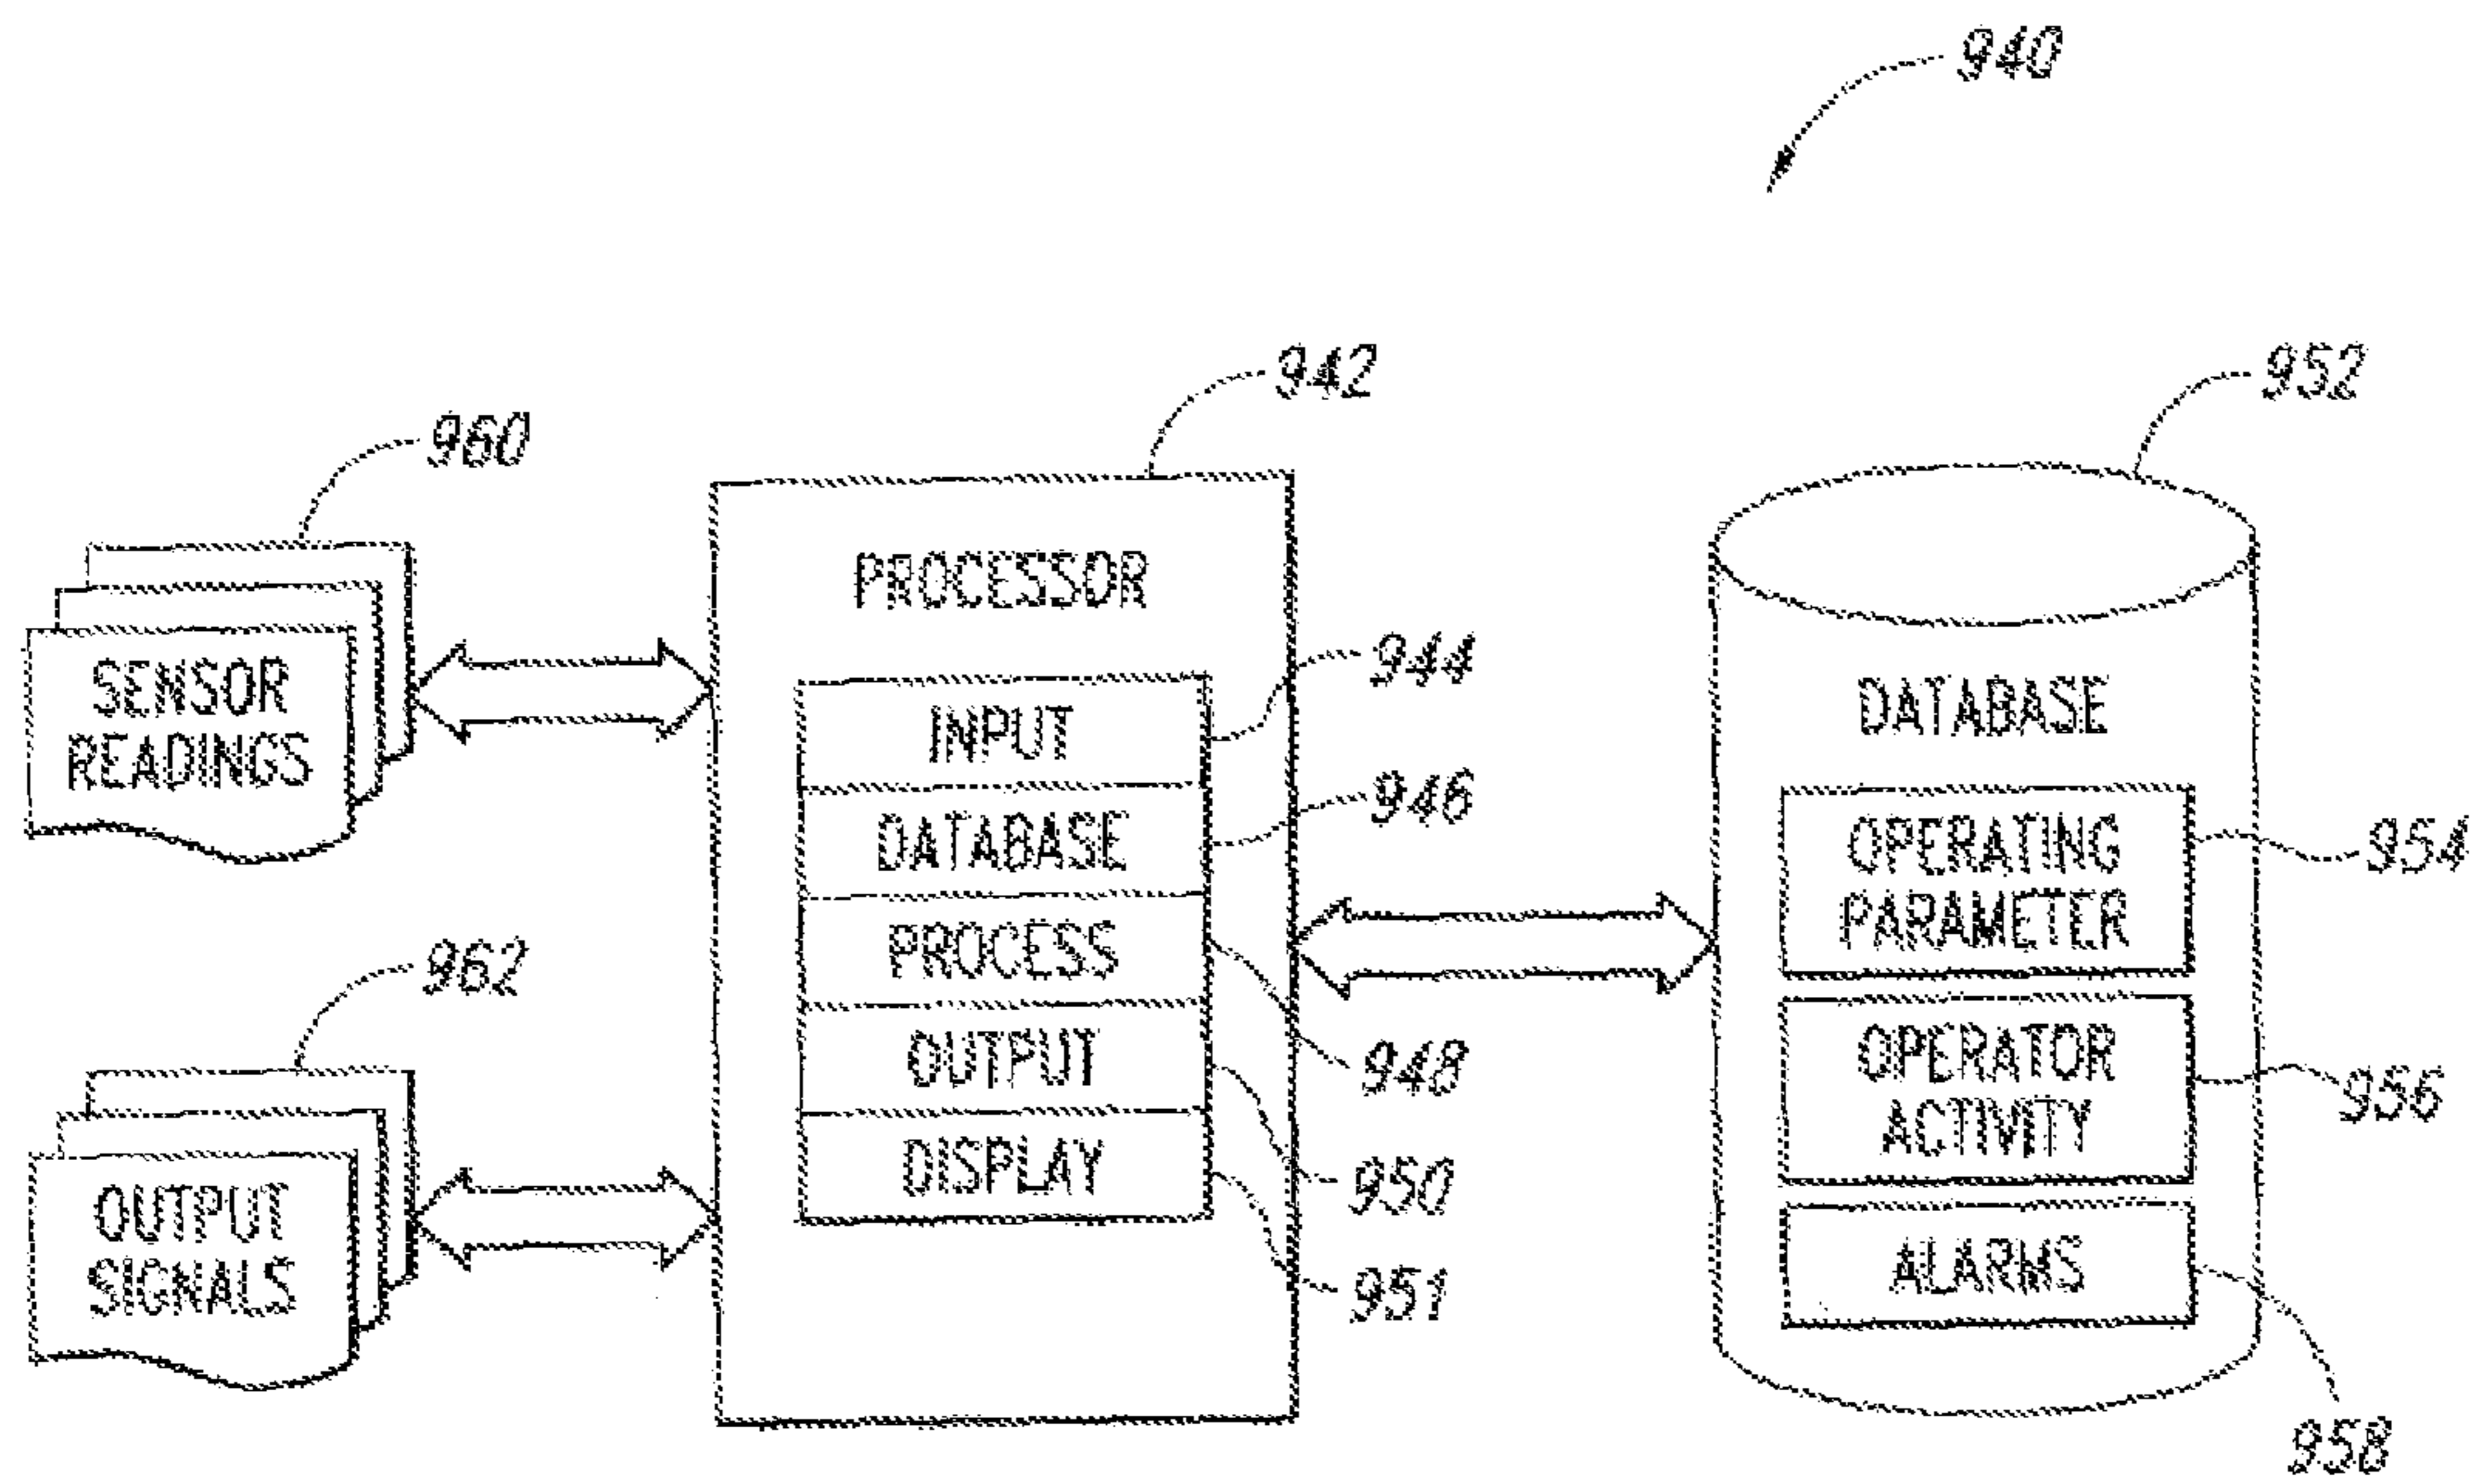 940
942
952
960
PROCESSOR
944
SENSOR
READINGS
INPUT
DATABASE
946
DATABASE
OPERATING
PARAMETER
954
PROCESS
948
962
OUTPUT
950
OPERATOR
ACTIVITY
956
DISPLAY
951
OUTPUT
SIGNALS
ALARMS
958